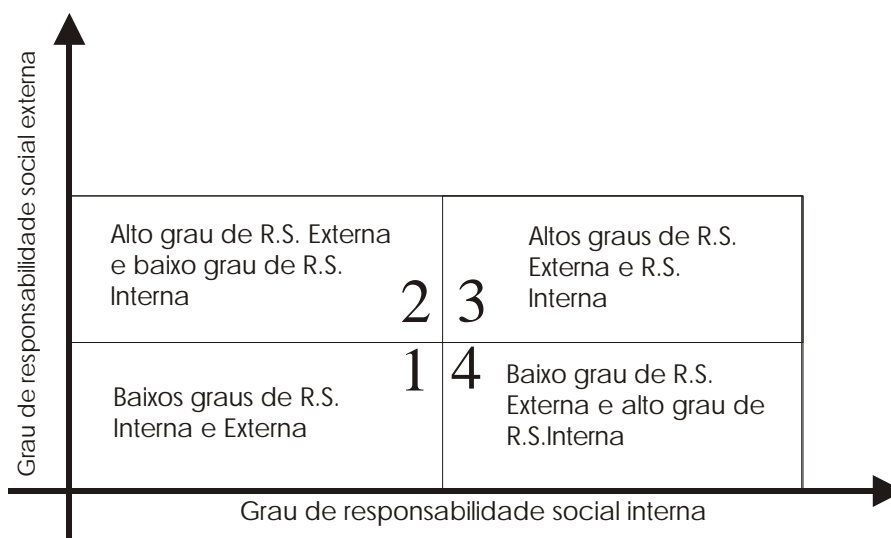 Grau de responsabilidade social externa
Alto grau de R.S. Externa
e baixo grau de R.S.
Interna
2
Altos graus de R.S.
Externa e R.S.
Interna
3
Baixos graus de R.S.
Interna e Externa
1
4
Baixo grau de R.S.
Externa e alto grau de
R.S.Interna
Grau de responsabilidade social interna